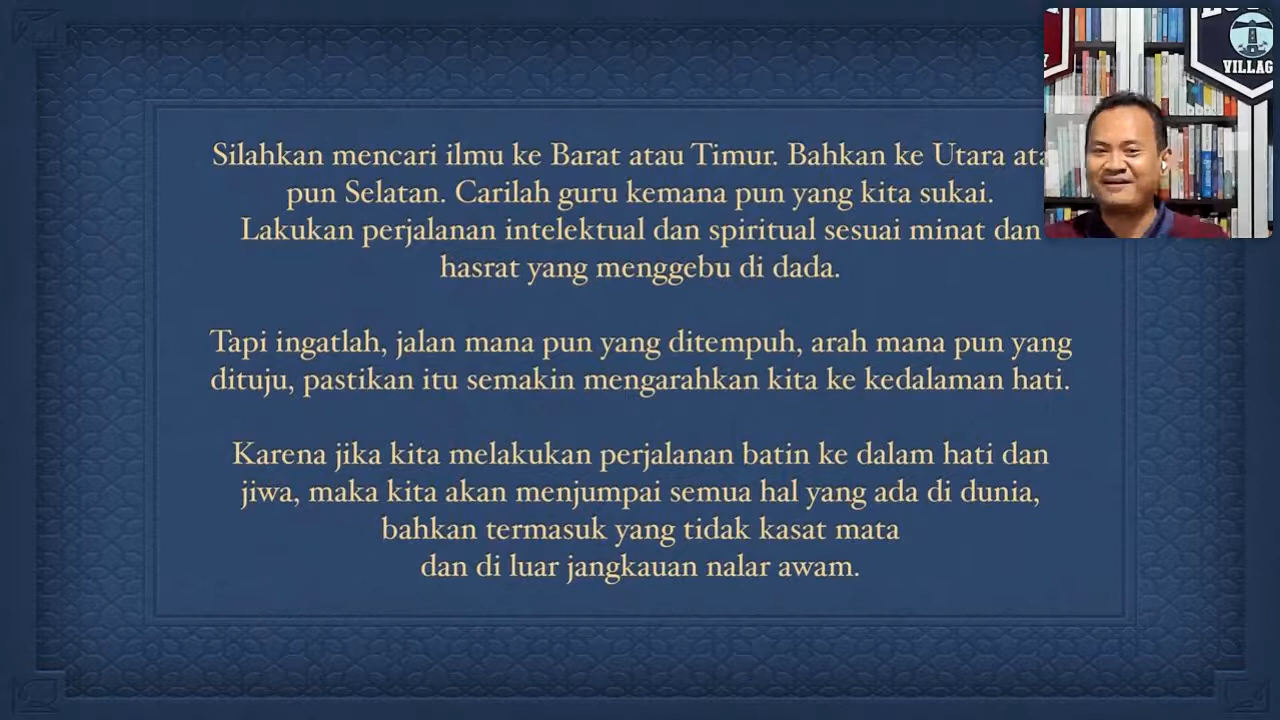 Silahkan mencari ilmu ke Barat atau Timur. Bahkan ke Utara
pun Selatan. Carilah guru kemana pun yang kita sukai.
Lakukan perjalanan intelektual dan spiritual sesuai minat dan
hasrat yang menggebu di dada.
Tapi ingatlah, jalan mana pun yang ditempuh, arah mana pun yang
dituju, pastikan itu semakin mengarahkan kita ke kedalaman hati.
Karena jika kita melakukan perjalanan batin ke dalam hati dan
jiwa, maka kita akan menjumpai semua hal yang ada di dunia,
bahkan termasuk yang tidak kasat mata
dan di luar jangkauan nalar awam.